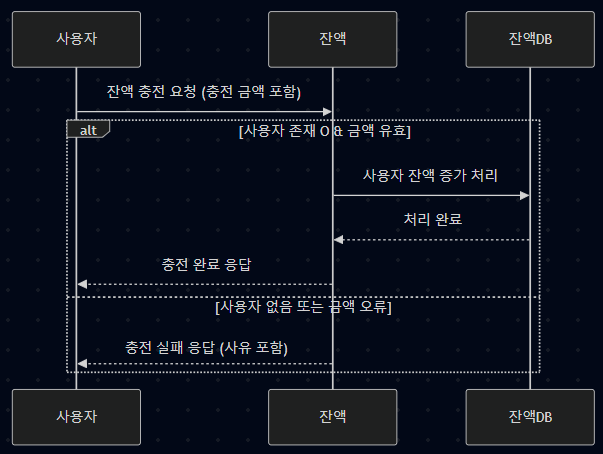 사용자
잔액
잔액DB
잔액 충전 요청 (충전 금액 포함)
alt
[사용자 존재 O & 금액 유효]
사용자 잔액 증가 처리
처리 완료
충전 완료 응답
[사용자 없음 또는 금액 오류]
충전 실패 응답 (사유 포함)
사용자
잔액
잔액DB